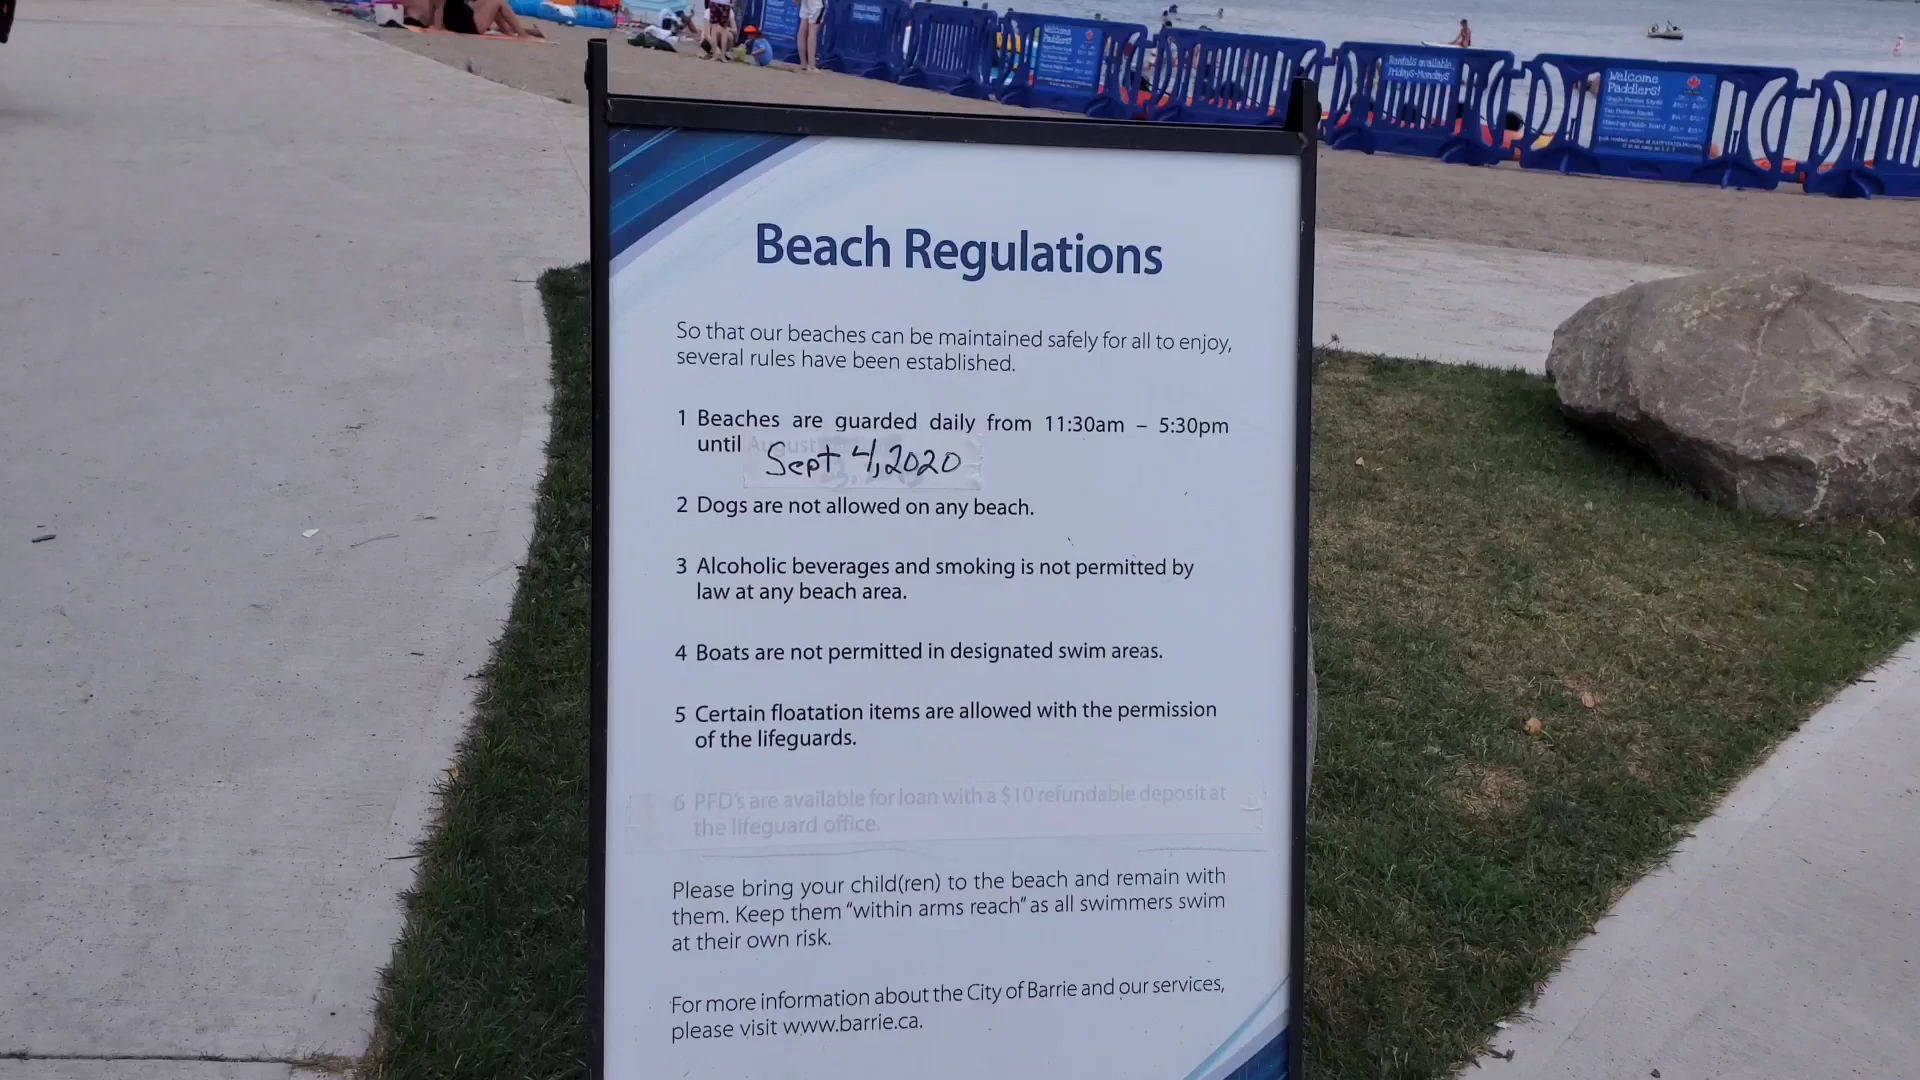 Beach Regulations
So that our beaches can be maintained safely for all to enjoy,
several rules have been established.
1 Beaches are guarded daily from 11:30am – 5:30pm
until August
Sept 4, 2020
2 Dogs are not allowed on any beach.
3 Alcoholic beverages and smoking is not permitted by
law at any beach area.
4 Boats are not permitted in designated swim areas.
5 Certain floatation items are allowed with the permission
of the lifeguards.
6 PFD's are available for loan with a $10 refundable deposit at
the lifeguard office.
Please bring your child(ren) to the beach and remain with
them. Keep them "within arms reach" as all swimmers swim
at their own risk.
For more information about the City of Barrie and our services,
please visit www.barrie.ca.
Welcome
Paddlers!
Rentals available
Fridays-Mondays
Welcome
Paddlers!